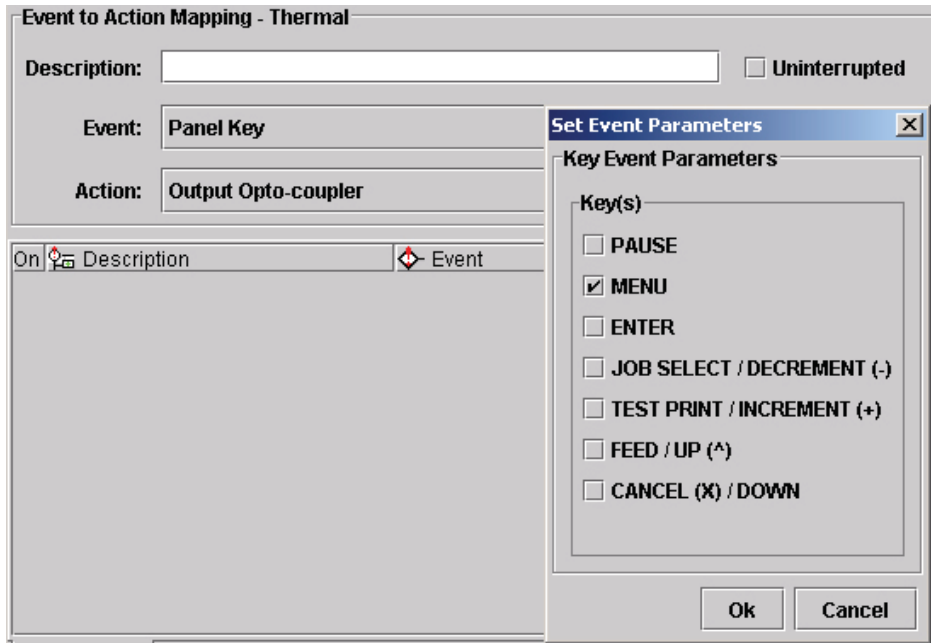 Event to Action Mapping - Thermal
Description:
Uninterrupted
Event:
Panel Key
Action:
Output Opto-coupler
On
Description
Event
Set Event Parameters
Key Event Parameters
Key(s)
PAUSE
MENU
ENTER
JOB SELECT / DECREMENT (-)
TEST PRINT / INCREMENT (+)
FEED / UP (^)
CANCEL (X) / DOWN
Ok
Cancel